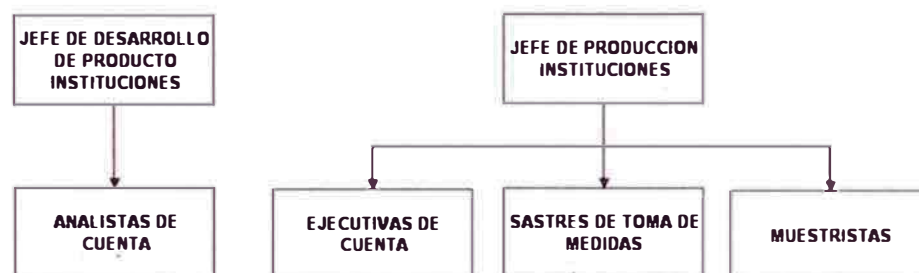 JEFE DE DESARROLLO
DE PRODUCTO
INSTITUCIONES
JEFE DE PRODUCCION
INSTITUCIONES
ANALISTAS DE
CUENTA
EJECUTIVAS DE
CUENTA
SASTRES DE TOMA DE
MEDIDAS
MUESTRISTAS